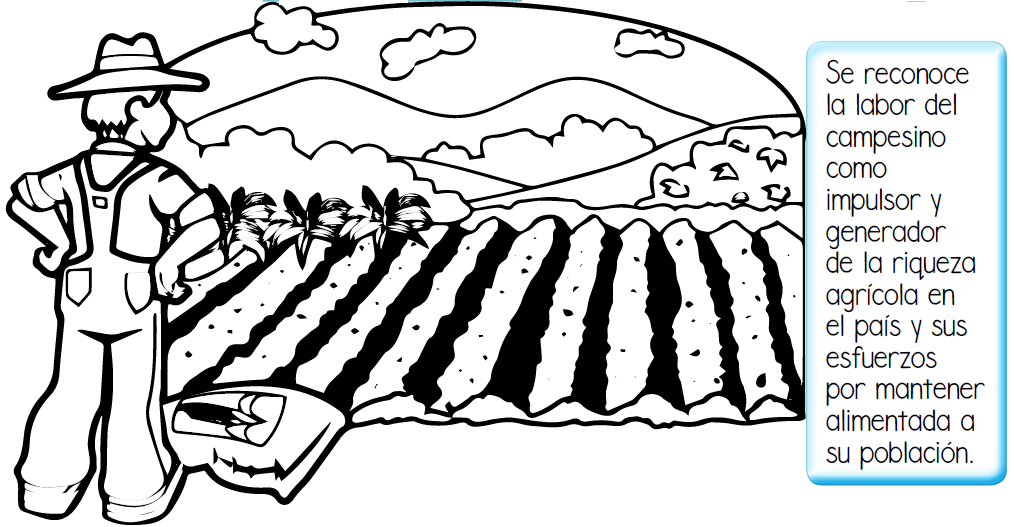 Se reconoce
la labor del
campesino
como
impulsor y
generador
de la riqueza
agrícola en
el país y sus
esfuerzos
por mantener
alimentada a
su población.